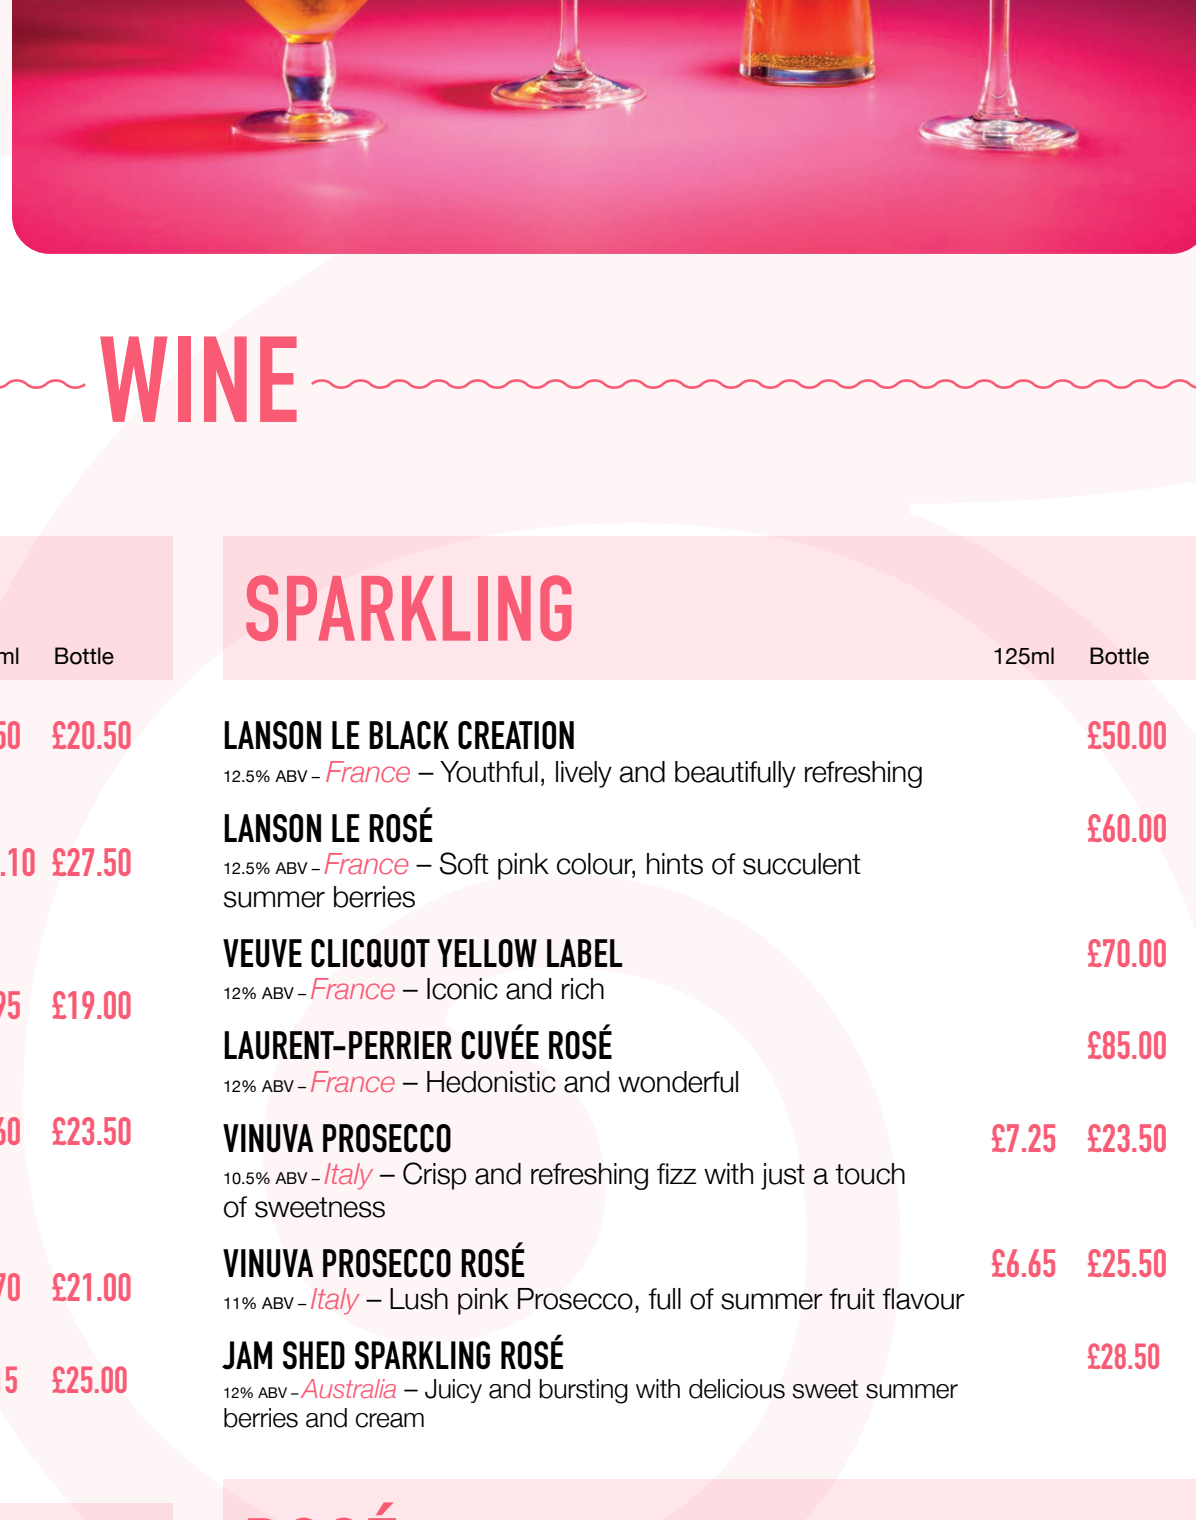 WINE
ml Bottle
£20.50
.10 £27.50
£19.00
£23.50
£21.00
£25.00
SPARKLING
125ml Bottle
LANSON LE BLACK CREATION £50.00
12.5% ABV – France – Youthful, lively and beautifully refreshing
LANSON LE ROSÉ £60.00
12.5% ABV – France – Soft pink colour, hints of succulent
summer berries
VEUVE CLICQUOT YELLOW LABEL £70.00
12% ABV – France – Iconic and rich
LAURENT-PERRIER CUVÉE ROSÉ £85.00
12% ABV – France – Hedonistic and wonderful
VINUVA PROSECCO £7.25 £23.50
10.5% ABV – Italy – Crisp and refreshing fizz with just a touch
of sweetness
VINUVA PROSECCO ROSÉ £6.65 £25.50
11% ABV – Italy – Lush pink Prosecco, full of summer fruit flavour
JAM SHED SPARKLING ROSÉ £28.50
12% ABV – Australia – Juicy and bursting with delicious sweet summer
berries and cream
ROSÉ